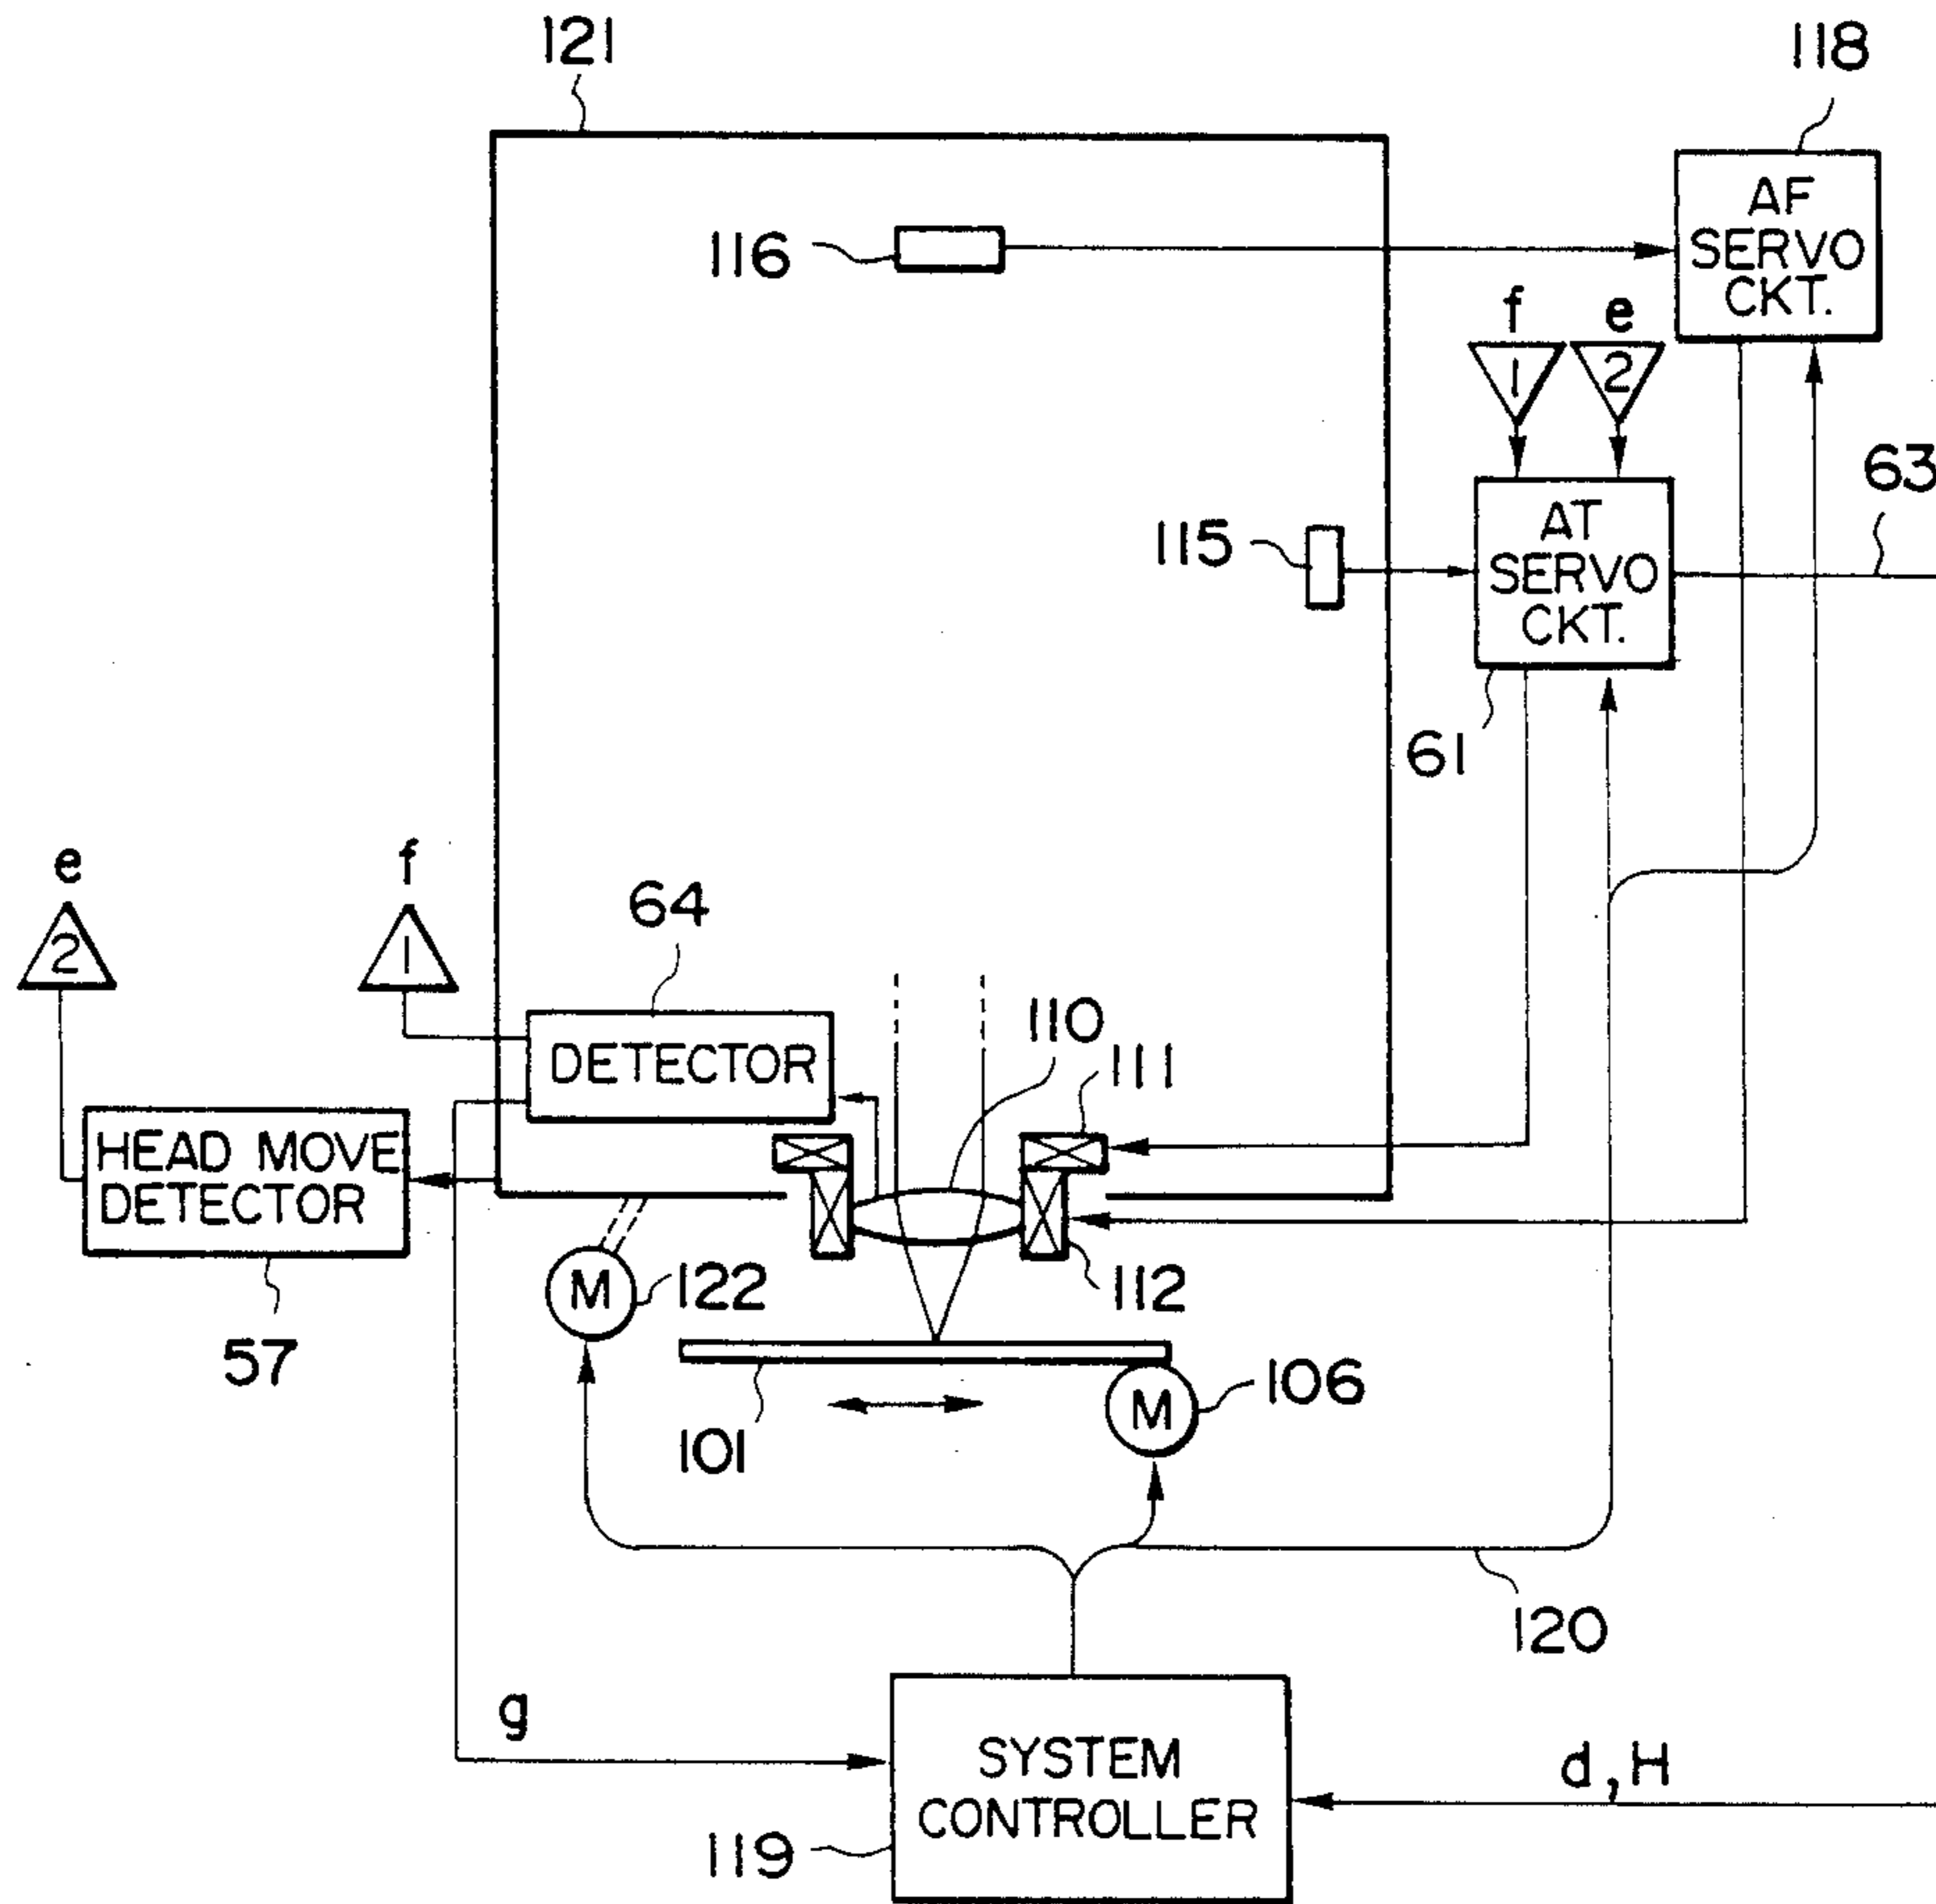 121
118
AF
SERVO
CKT.
116
f
e
1
2
63
AT
SERVO
CKT.
115
61
e
f
2
1
64
DETECTOR
110
111
HEAD MOVE
DETECTOR
M
122
112
57
101
M
106
120
g
SYSTEM
CONTROLLER
d, H
119